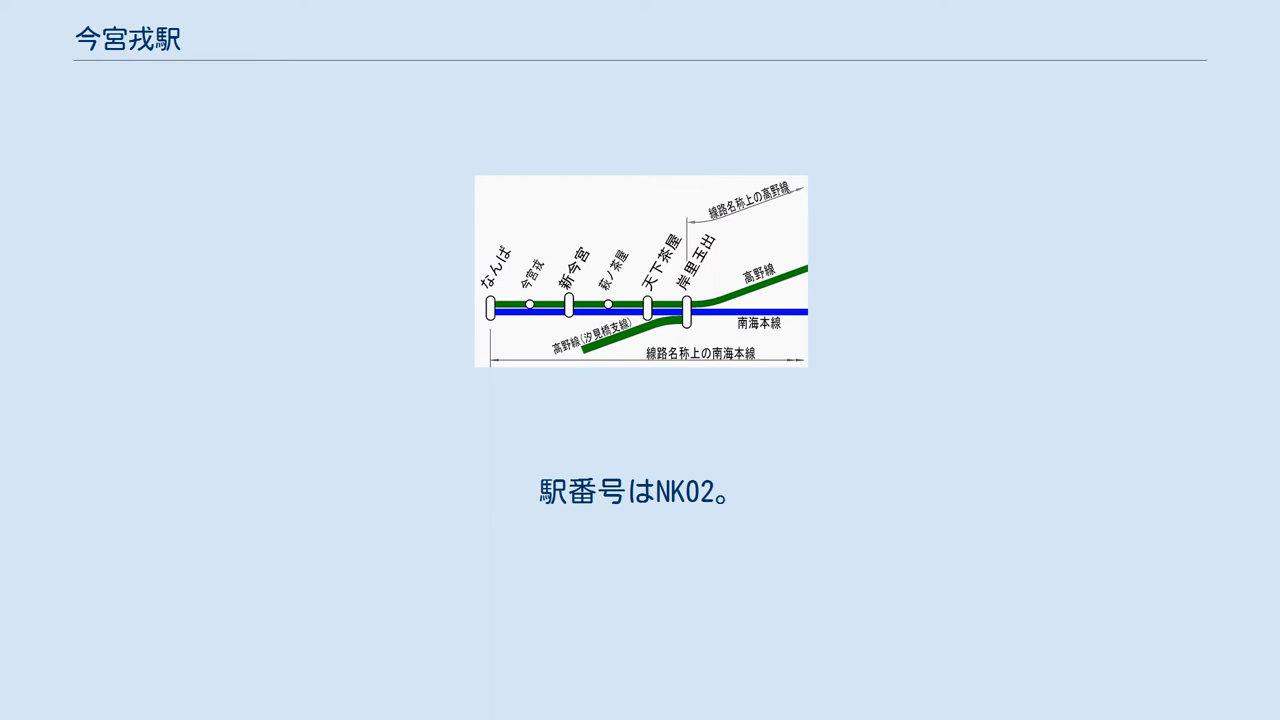 今宮戎駅
線路名称上の高野線
なんば
今宮戎
新今宮
萩ノ茶屋
天下茶屋
岸里玉出
高野線
南海本線
高野線(汐見橋支線)
線路名称上の南海本線
駅番号はNK02。